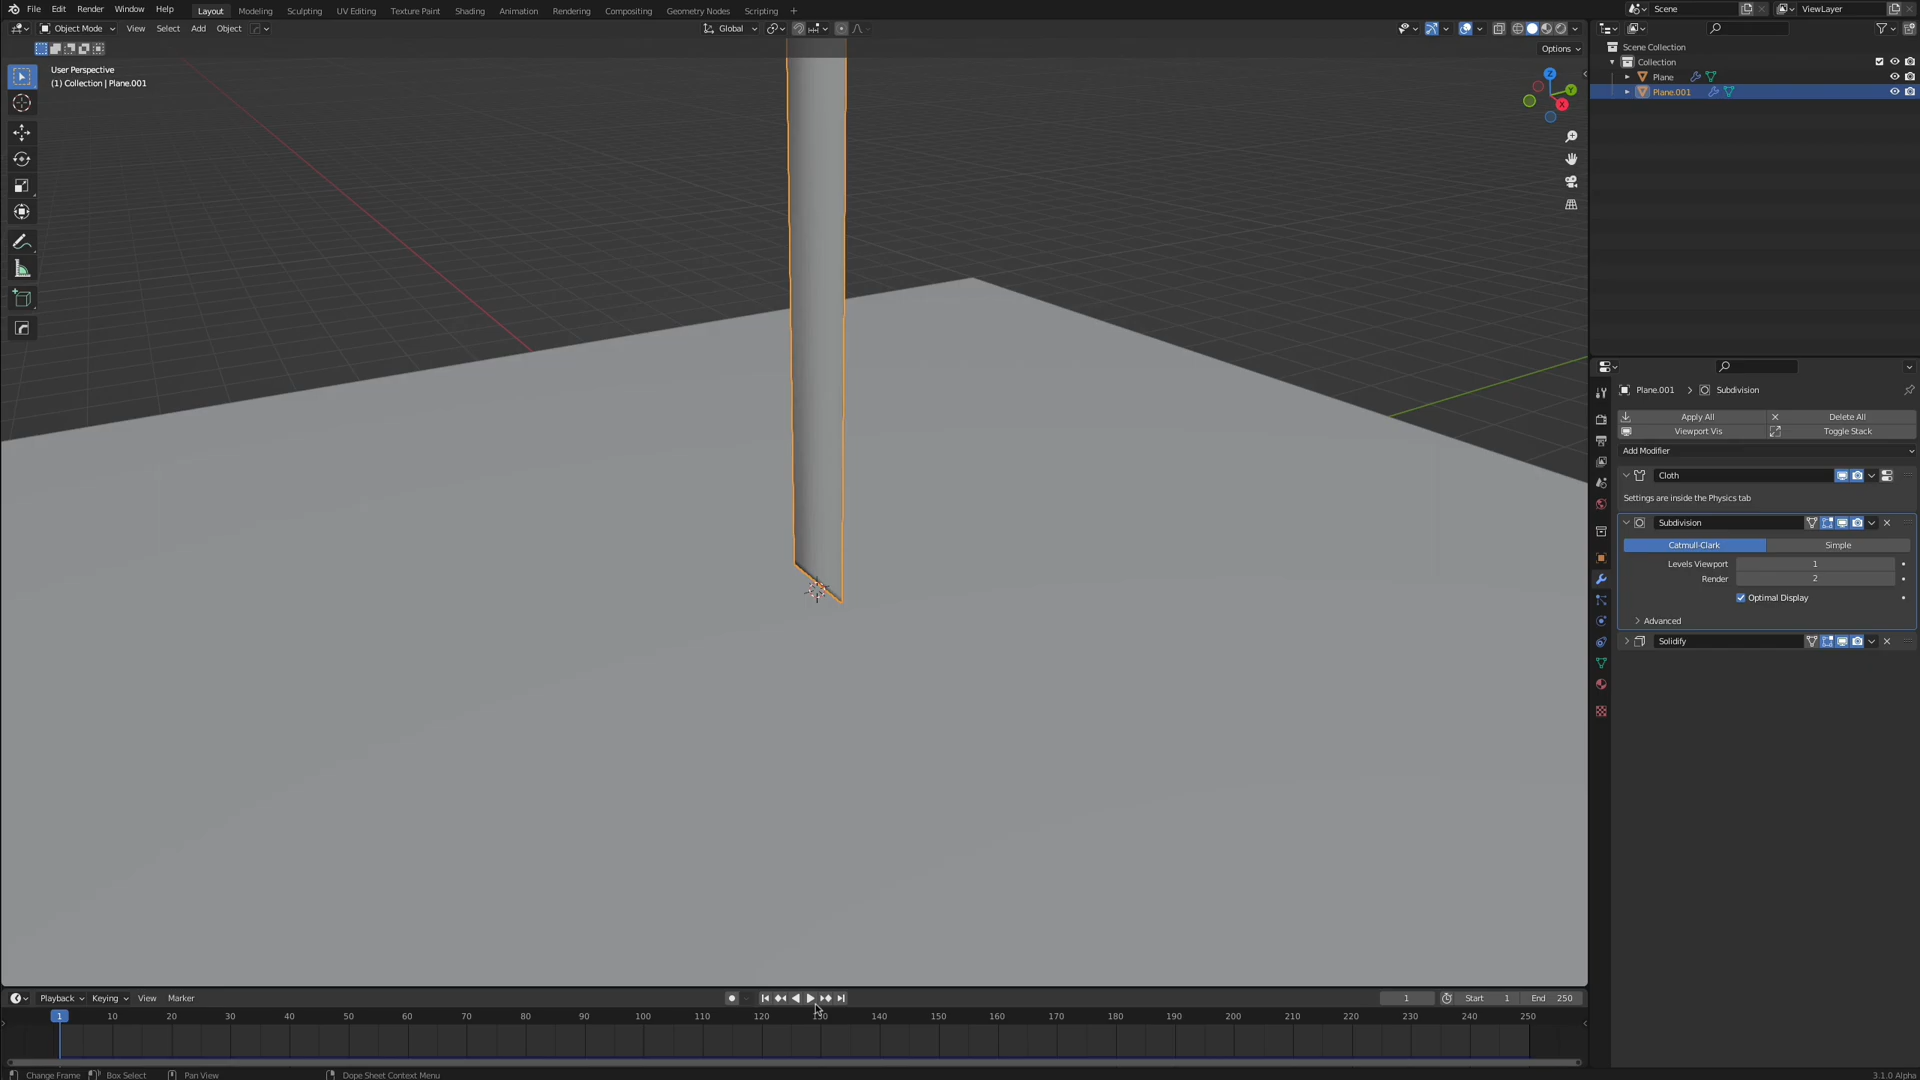 File Edit Render Window Help Layout Modeling Sculpting UV Editing Texture Paint Shading Animation Rendering Compositing Geometry Nodes Scripting + Scene ViewLayer
Object Mode View Select Add Object Global
Options
User Perspective
(1) Collection | Plane.001
Z
Y
X
Scene Collection
Collection
Plane
Plane.001
Plane.001 > Subdivision
Apply All Delete All
Viewport Vis Toggle Stack
Add Modifier
Cloth
Settings are inside the Physics tab
Subdivision
Catmull-Clark Simple
Levels Viewport 1
Render 2
Optimal Display
Advanced
Solidify
Playback Keying View Marker 1 Start 1 End 250
1 10 20 30 40 50 60 70 80 90 100 110 120 130 140 150 160 170 180 190 200 210 220 230 240 250
Change Frame Box Select Pan View Dope Sheet Context Menu 3.1.0 Alpha